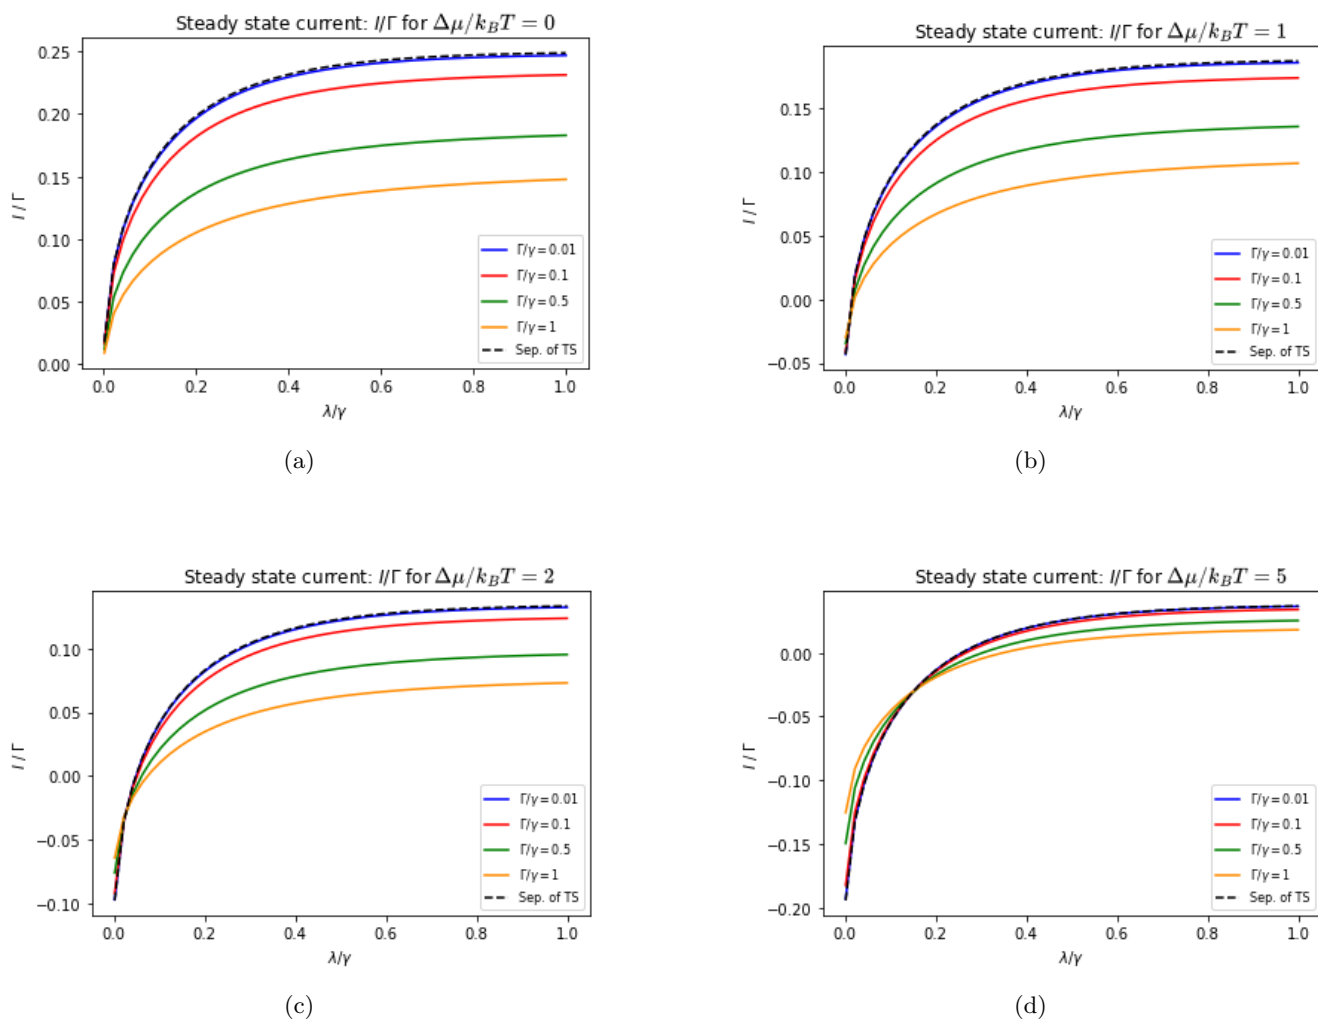 Steady state current: I/Γ for Δμ/k_BT = 0
0.25
0.20
0.15
0.10
0.05
0.00
I / Γ
0.0 0.2 0.4 0.6 0.8 1.0
λ/γ
Γ/γ = 0.01
Γ/γ = 0.1
Γ/γ = 0.5
Γ/γ = 1
Sep. of TS
(a)
Steady state current: I/Γ for Δμ/k_BT = 1
0.15
0.10
0.05
0.00
−0.05
I / Γ
0.0 0.2 0.4 0.6 0.8 1.0
λ/γ
Γ/γ = 0.01
Γ/γ = 0.1
Γ/γ = 0.5
Γ/γ = 1
Sep. of TS
(b)
Steady state current: I/Γ for Δμ/k_BT = 2
0.10
0.05
0.00
−0.05
−0.10
I / Γ
0.0 0.2 0.4 0.6 0.8 1.0
λ/γ
Γ/γ = 0.01
Γ/γ = 0.1
Γ/γ = 0.5
Γ/γ = 1
Sep. of TS
(c)
Steady state current: I/Γ for Δμ/k_BT = 5
0.00
−0.05
−0.10
−0.15
−0.20
I / Γ
0.0 0.2 0.4 0.6 0.8 1.0
λ/γ
Γ/γ = 0.01
Γ/γ = 0.1
Γ/γ = 0.5
Γ/γ = 1
Sep. of TS
(d)